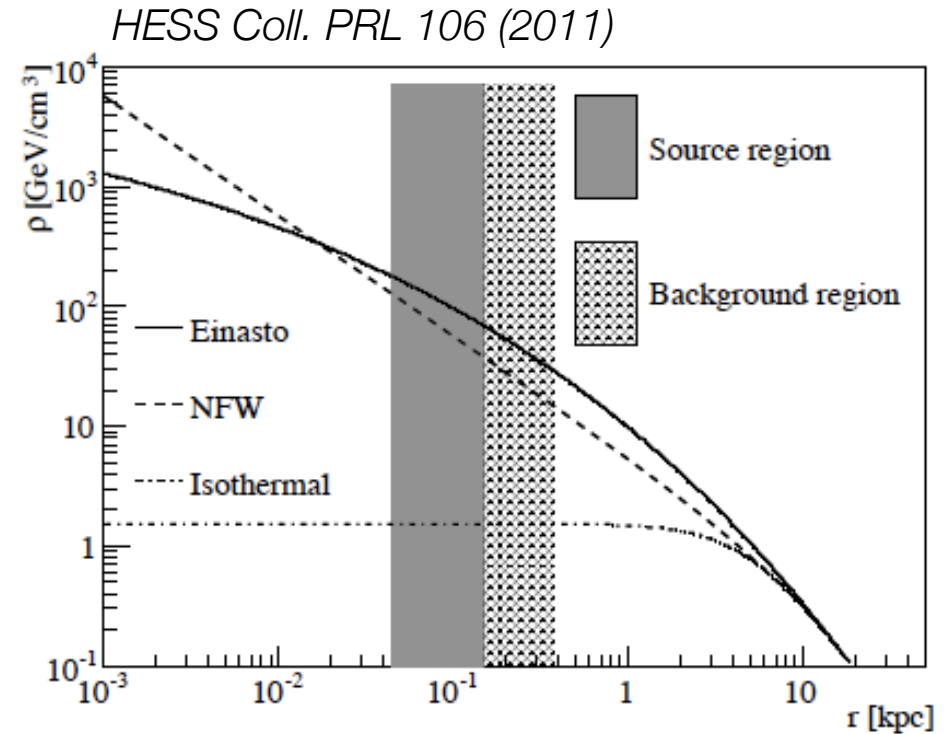 HESS Coll. PRL 106 (2011)
ρ [GeV/cm³]
10⁴
10³
10²
10
1
10⁻¹
Source region
Background region
Einasto
NFW
Isothermal
10⁻³
10⁻²
10⁻¹
1
10
r [kpc]